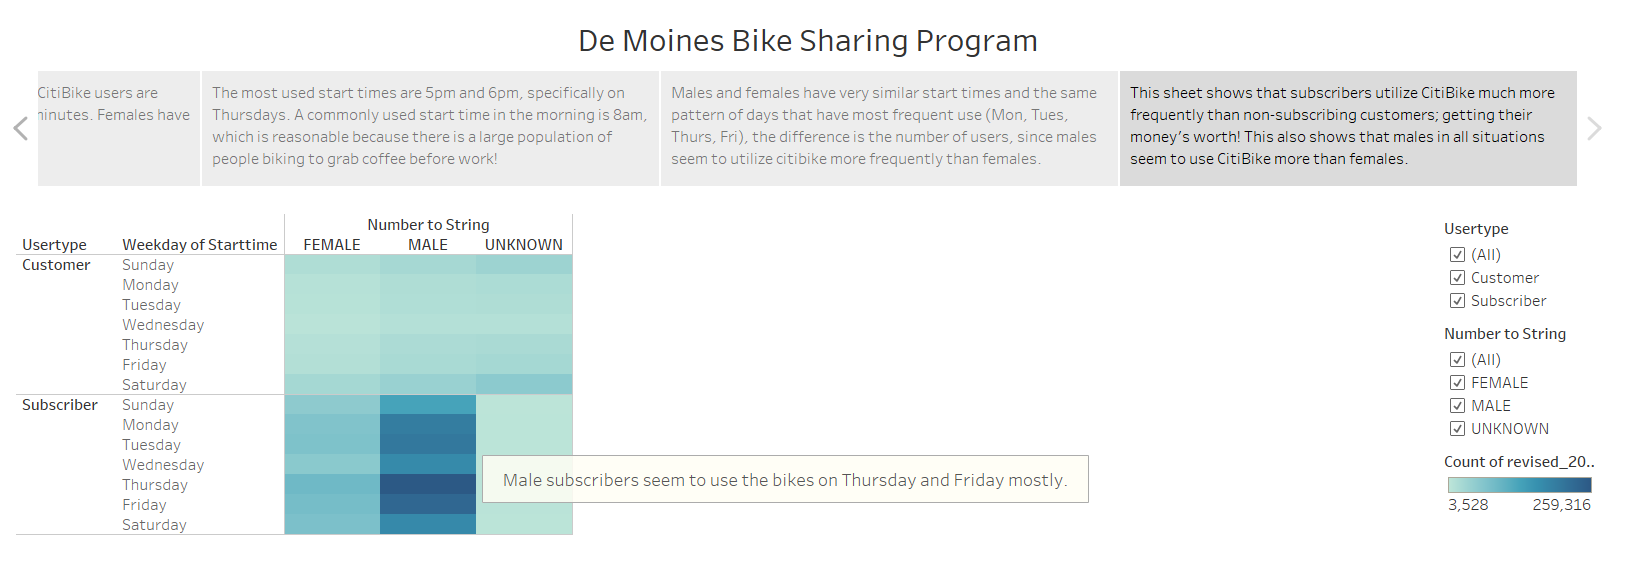 De Moines Bike Sharing Program
CitiBike users are
minutes. Females have
The most used start times are 5pm and 6pm, specifically on
Thursdays. A commonly used start time in the morning is 8am,
which is reasonable because there is a large population of
people biking to grab coffee before work!
Males and females have very similar start times and the same
pattern of days that have most frequent use (Mon, Tues,
Thurs, Fri), the difference is the number of users, since males
seem to utilize citibike more frequently than females.
This sheet shows that subscribers utilize CitiBike much more
frequently than non-subscribing customers; getting their
money's worth! This also shows that males in all situations
seem to use CitiBike more than females.
Number to String
Usertype Weekday of Starttime FEMALE MALE UNKNOWN
Customer Sunday
Monday
Tuesday
Wednesday
Thursday
Friday
Saturday
Subscriber Sunday
Monday
Tuesday
Wednesday
Thursday
Friday
Saturday
Male subscribers seem to use the bikes on Thursday and Friday mostly.
Usertype
(All)
Customer
Subscriber
Number to String
(All)
FEMALE
MALE
UNKNOWN
Count of revised_20..
3,528 259,316